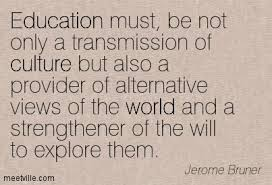 Education must, be not
only a transmission of
culture but also a
provider of alternative
views of the world and a
strengthener of the will
to explore them.
Jerome Bruner
meetville.com